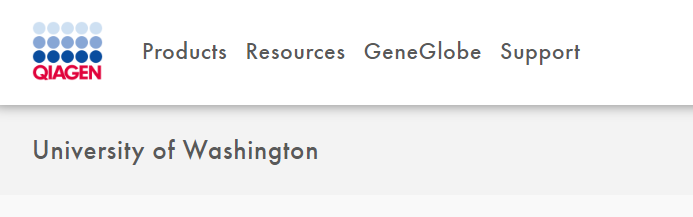 QIAGEN
Products Resources GeneGlobe Support
University of Washington